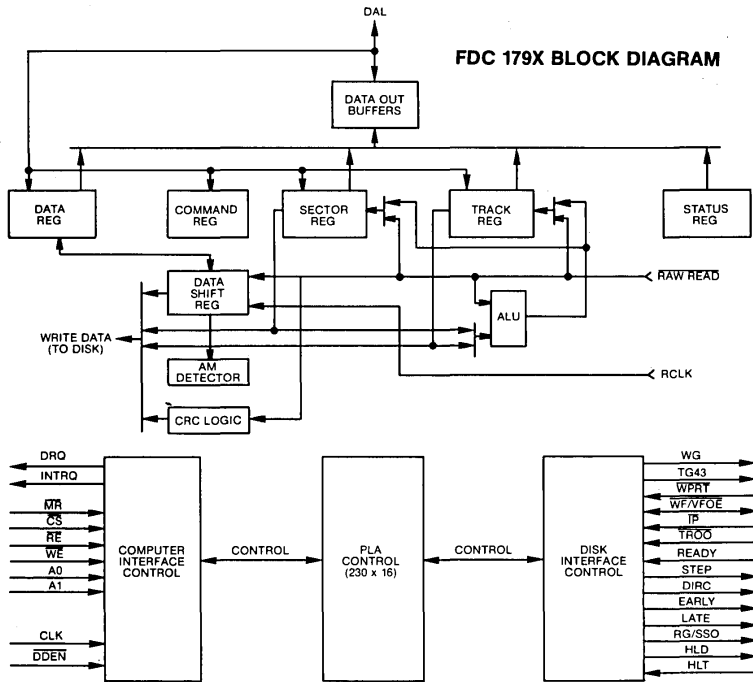 DAL
FDC 179X BLOCK DIAGRAM
DATA OUT
BUFFERS
DATA
REG
COMMAND
REG
SECTOR
REG
TRACK
REG
STATUS
REG
DATA
SHIFT
REG
RAW READ
ALU
WRITE DATA
(TO DISK)
AM
DETECTOR
RCLK
CRC LOGIC
DRQ
INTRQ
MR
CS
RE
WE
A0
A1
CLK
DDEN
COMPUTER
INTERFACE
CONTROL
CONTROL
PLA
CONTROL
(230 x 16)
CONTROL
DISK
INTERFACE
CONTROL
WG
TG43
WPRT
WF/VFOE
IP
TROO
READY
STEP
DIRC
EARLY
LATE
RG/SSO
HLD
HLT